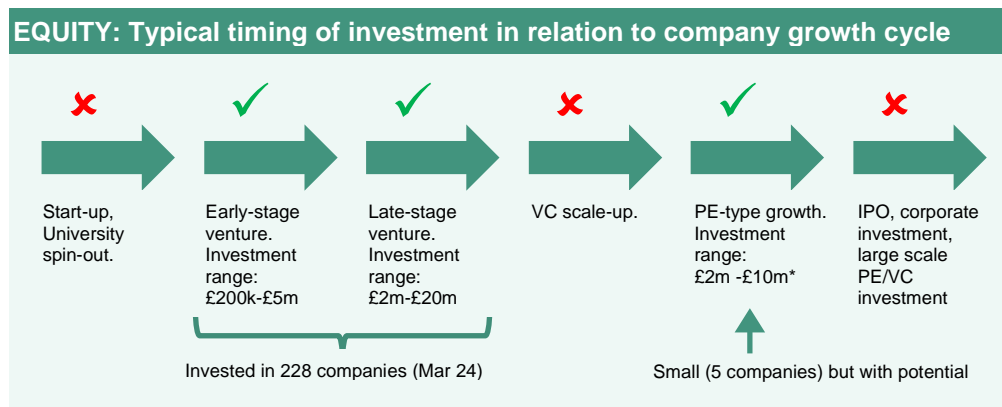 EQUITY: Typical timing of investment in relation to company growth cycle
Start-up,
University
spin-out.
Early-stage
venture.
Investment
range:
£200k-£5m
Late-stage
venture.
Investment
range:
£2m-£20m
VC scale-up.
PE-type growth.
Investment
range:
£2m -£10m*
IPO, corporate
investment,
large scale
PE/VC
investment
Invested in 228 companies (Mar 24)
Small (5 companies) but with potential